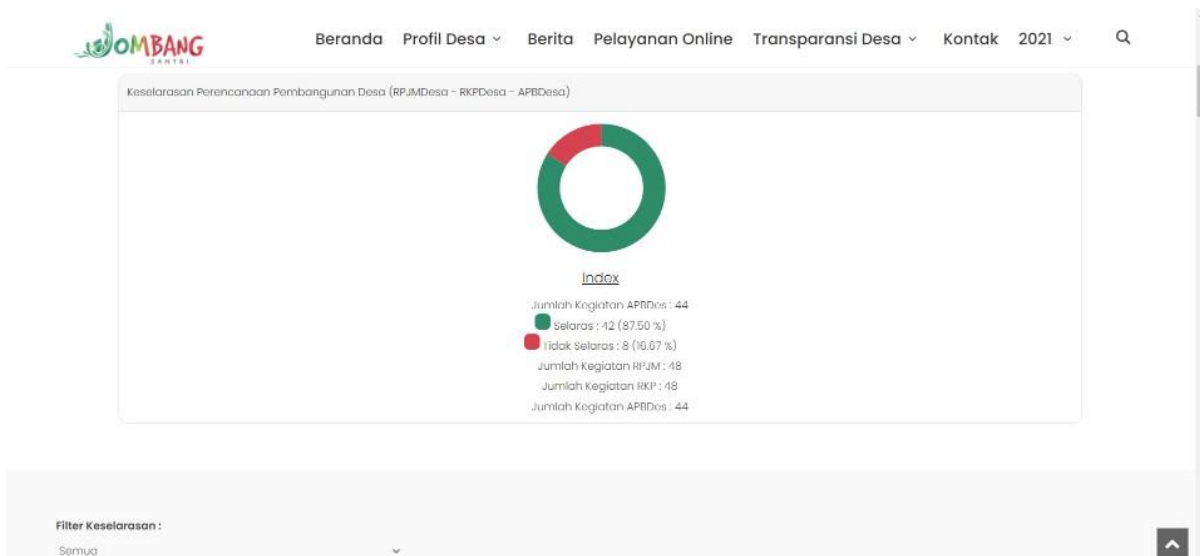 JOMBANG
SANTRI
Beranda Profil Desa Berita Pelayanan Online Transparansi Desa Kontak 2021
Keselarasan Perencanaan Pembangunan Desa (RPJMDesa - RKPDesa - APBDesa)
Index
Jumlah Kegiatan APBDes : 44
Selaras : 42 (87.50 %)
Tidak Selaras : 8 (16.67 %)
Jumlah Kegiatan RPJM : 48
Jumlah Kegiatan RKP : 48
Jumlah Kegiatan APBDes : 44
Filter Keselarasan :
Semua